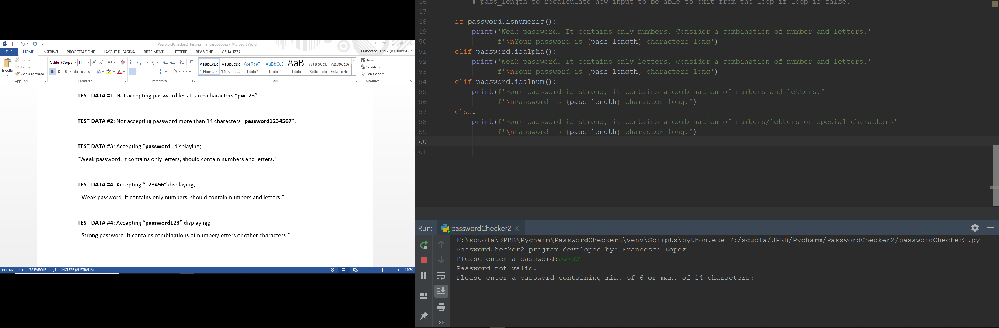 PasswordChecker2_Testing_FrancescoLopez - Microsoft Word
FILE HOME INSERISCI PROGETTAZIONE LAYOUT DI PAGINA RIFERIMENTI LETTERE REVISIONE VISUALIZZA Francesco LOPEZ (001106981)
Incolla
Taglia
Copia
Copia formato
Appunti
Calibri (Corpo) 11
G C S abc x₂ x²
Carattere
Paragrafo
AaBbCcDc AaBbCcDc AaBbC( AaBbCcD AaBl AaBbCcD AaBbCcDc
¶ Normale ¶ Nessuna... Titolo 1 Titolo 2 Titolo Sottotitolo Enfasi deli...
Stili
Trova
Sostituisci
Seleziona
Modifica
TEST DATA #1: Not accepting password less than 6 characters “pw123”.
TEST DATA #2: Not accepting password more than 14 characters “password1234567”.
TEST DATA #3: Accepting “password” displaying;
“Weak password. It contains only letters, should contain numbers and letters.”
TEST DATA #4: Accepting “123456” displaying;
“Weak password. It contains only numbers, should contain numbers and letters.”
TEST DATA #4: Accepting “password123” displaying;
“Strong password. It contains combinations of number/letters or other characters.”
PAGINA 1 DI 1 72 PAROLE INGLESE (AUSTRALIA) 140%
46 # pass_length to recalculate new input to be able to exit from the loop if loop is false.
47
48 if password.isnumeric():
49 print('Weak password. It contains only numbers. Consider a combination of number and letters.'
50 f'\nYour password is {pass_length} characters long')
51 elif password.isalpha():
52 print('Weak password. It contains only letters. Consider a combination of number and letters.'
53 f'\nYour password is {pass_length} characters long')
54 elif password.isalnum():
55 print(f'Your password is strong, it contains a combination of numbers and letters.'
56 f'\nPassword is {pass_length} character long.')
57 else:
58 print(f'Your password is strong, it contains a combination of numbers/letters or special characters'
59 f'\nPassword is {pass_length} character long.')
60
61
Run: passwordChecker2
F:\scuola\3PRB\Pycharm\PasswordChecker2\venv\Scripts\python.exe F:/scuola/3PRB/Pycharm/PasswordChecker2/passwordChecker2.py
PasswordChecker2 program developed by: Francesco Lopez
Please enter a password:pw123
Password not valid.
Please enter a password containing min. of 6 or max. of 14 characters: